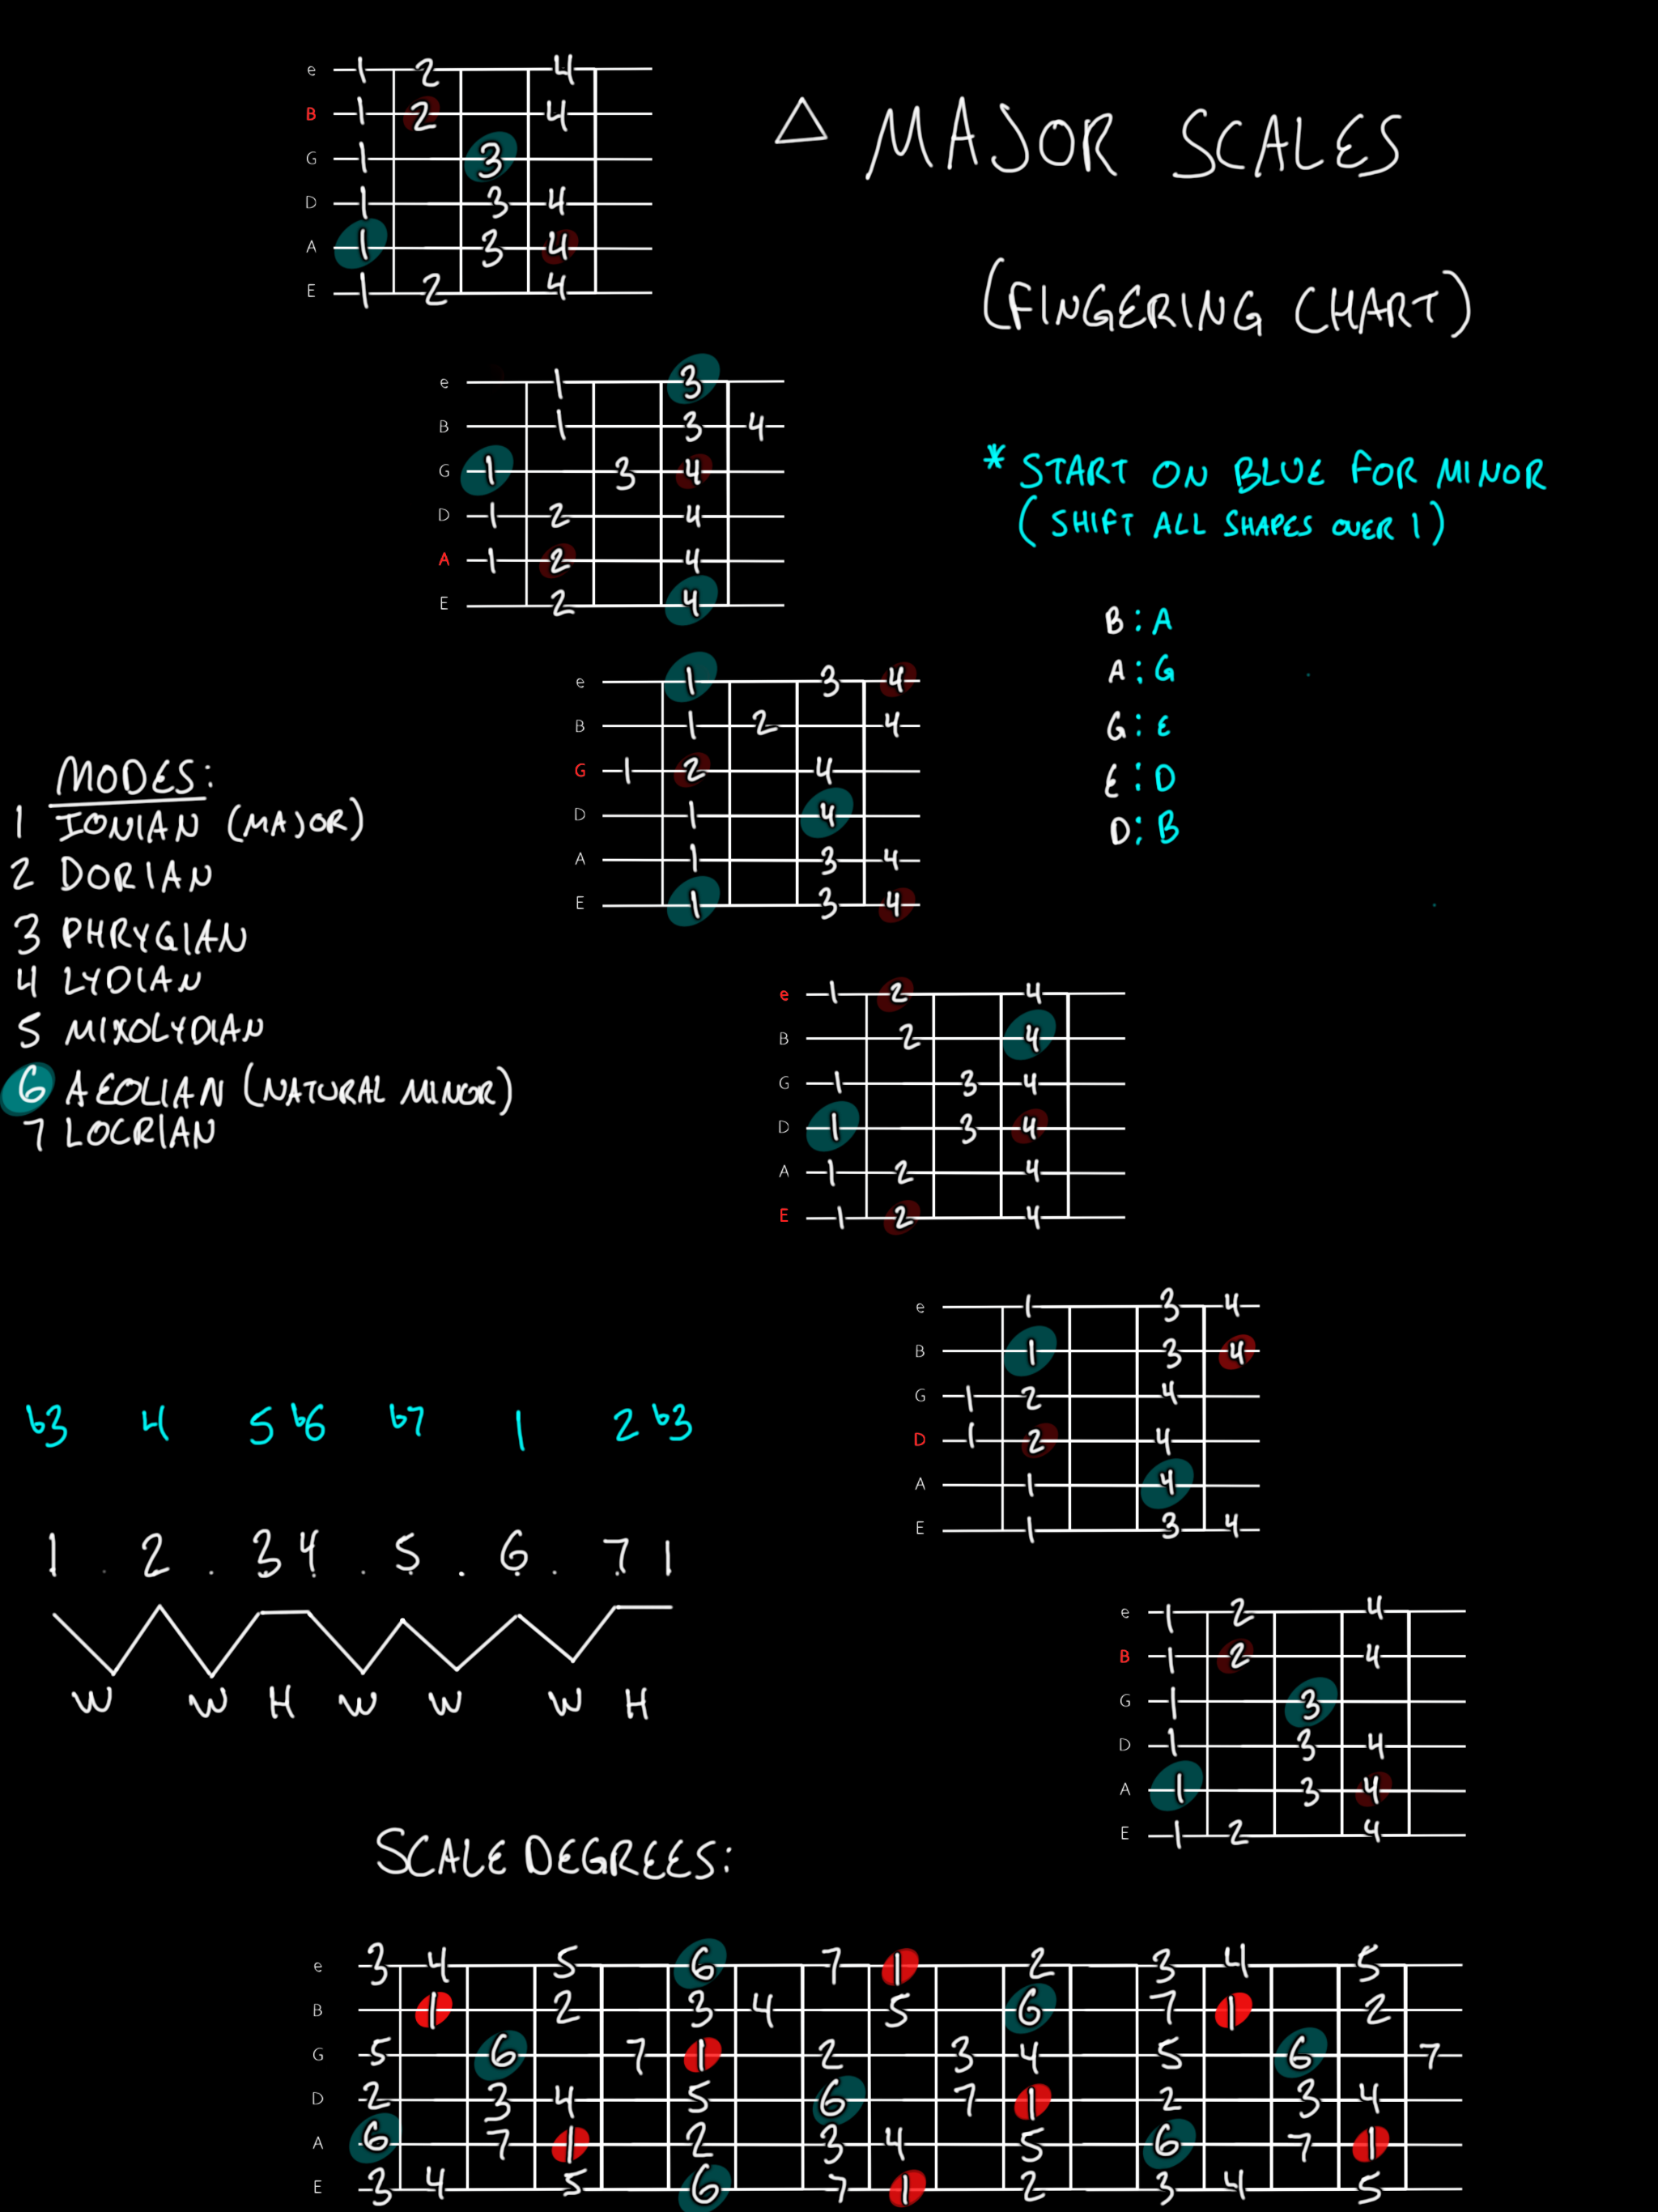 △ MAJOR SCALES
(FINGERING CHART)
e 1 2 4
B 1 2 4
G 1 3
D 1 3 4
A 1 3 4
E 1 2 4
* START ON BLUE FOR MINOR
( SHIFT ALL SHAPES OVER 1 )
B : A
A : G
G : E
E : D
D : B
e 1 3
B 1 3 4
G 1 3 4
D 1 2 4
A 1 2 4
E 2 4
e 1 3 4
B 1 2 4
G 1 2 4
D 1 4
A 1 3 4
E 1 3 4
MODES:
1 IONIAN (MAJOR)
2 DORIAN
3 PHRYGIAN
4 LYDIAN
5 MIXOLYDIAN
6 AEOLIAN (NATURAL MINOR)
7 LOCRIAN
e 1 2 4
B 2 4
G 1 3 4
D 1 3 4
A 1 2 4
E 1 2 4
e 1 3 4
B 1 3 4
G 1 2 4
D 1 2 4
A 1 4
E 1 3 4
b3 4 5 b6 b7 1 2 b3
1 . 2 . 3 4 . 5 . 6 . 7 1
W W H W W W H
e 1 2 4
B 1 2 4
G 1 3
D 1 3 4
A 1 3 4
E 1 2 4
SCALE DEGREES:
e 3 4 5 6 7 1 2 3 4 5
B 1 2 3 4 5 6 7 1 2
G 5 6 7 1 2 3 4 5 6 7
D 2 3 4 5 6 7 1 2 3 4
A 6 7 1 2 3 4 5 6 7 1
E 3 4 5 6 7 1 2 3 4 5